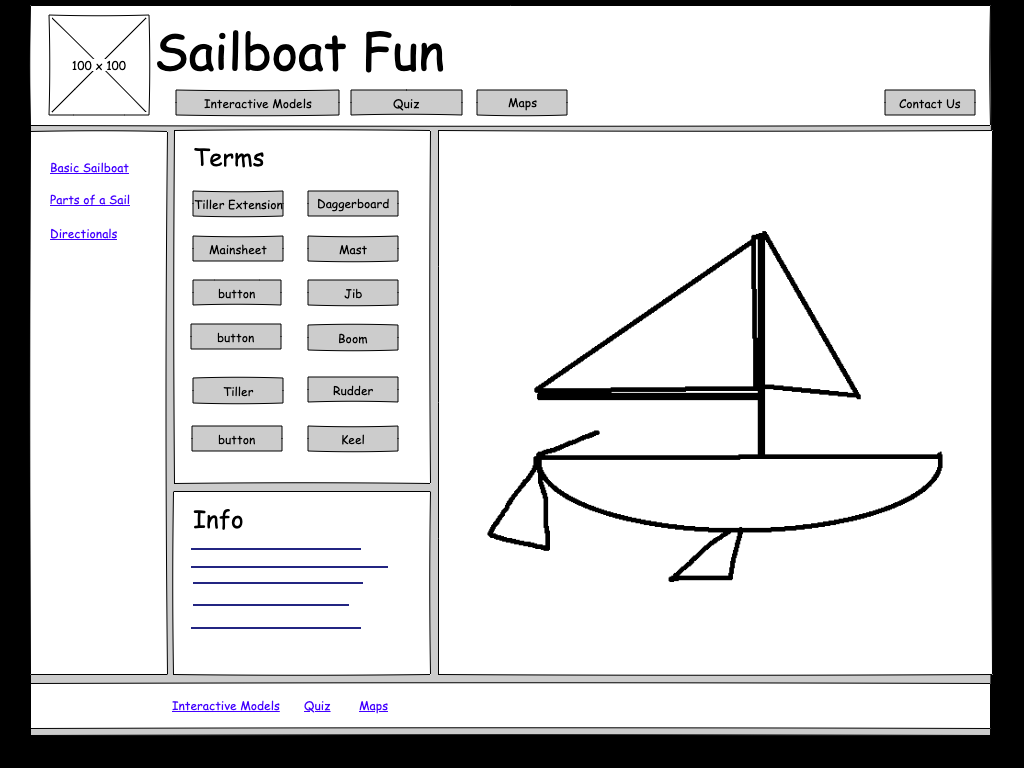 100 x 100
Sailboat Fun
Interactive Models
Quiz
Maps
Contact Us
Basic Sailboat
Parts of a Sail
Directionals
Terms
Tiller Extension
Daggerboard
Mainsheet
Mast
button
Jib
button
Boom
Tiller
Rudder
button
Keel
Info
Interactive Models
Quiz
Maps